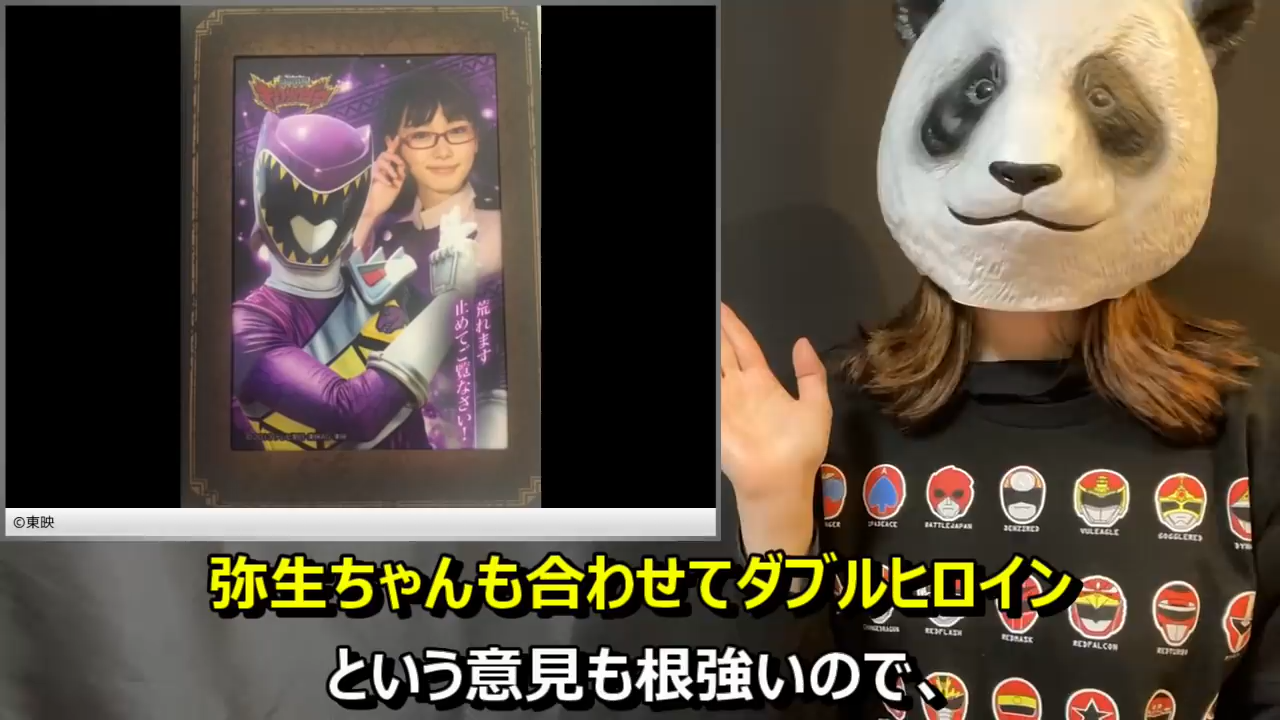 荒れます
止めてご覧なさい!
©東映
SPADEACE
BATTLEJAPAN
DENZIRED
VULEAGLE
GOGGLERED
CHANGEDRAGON
REDFLASH
REDMASK
REDFALCON
REDTURBO
弥生ちゃんも合わせてダブルヒロイン
という意見も根強いので、